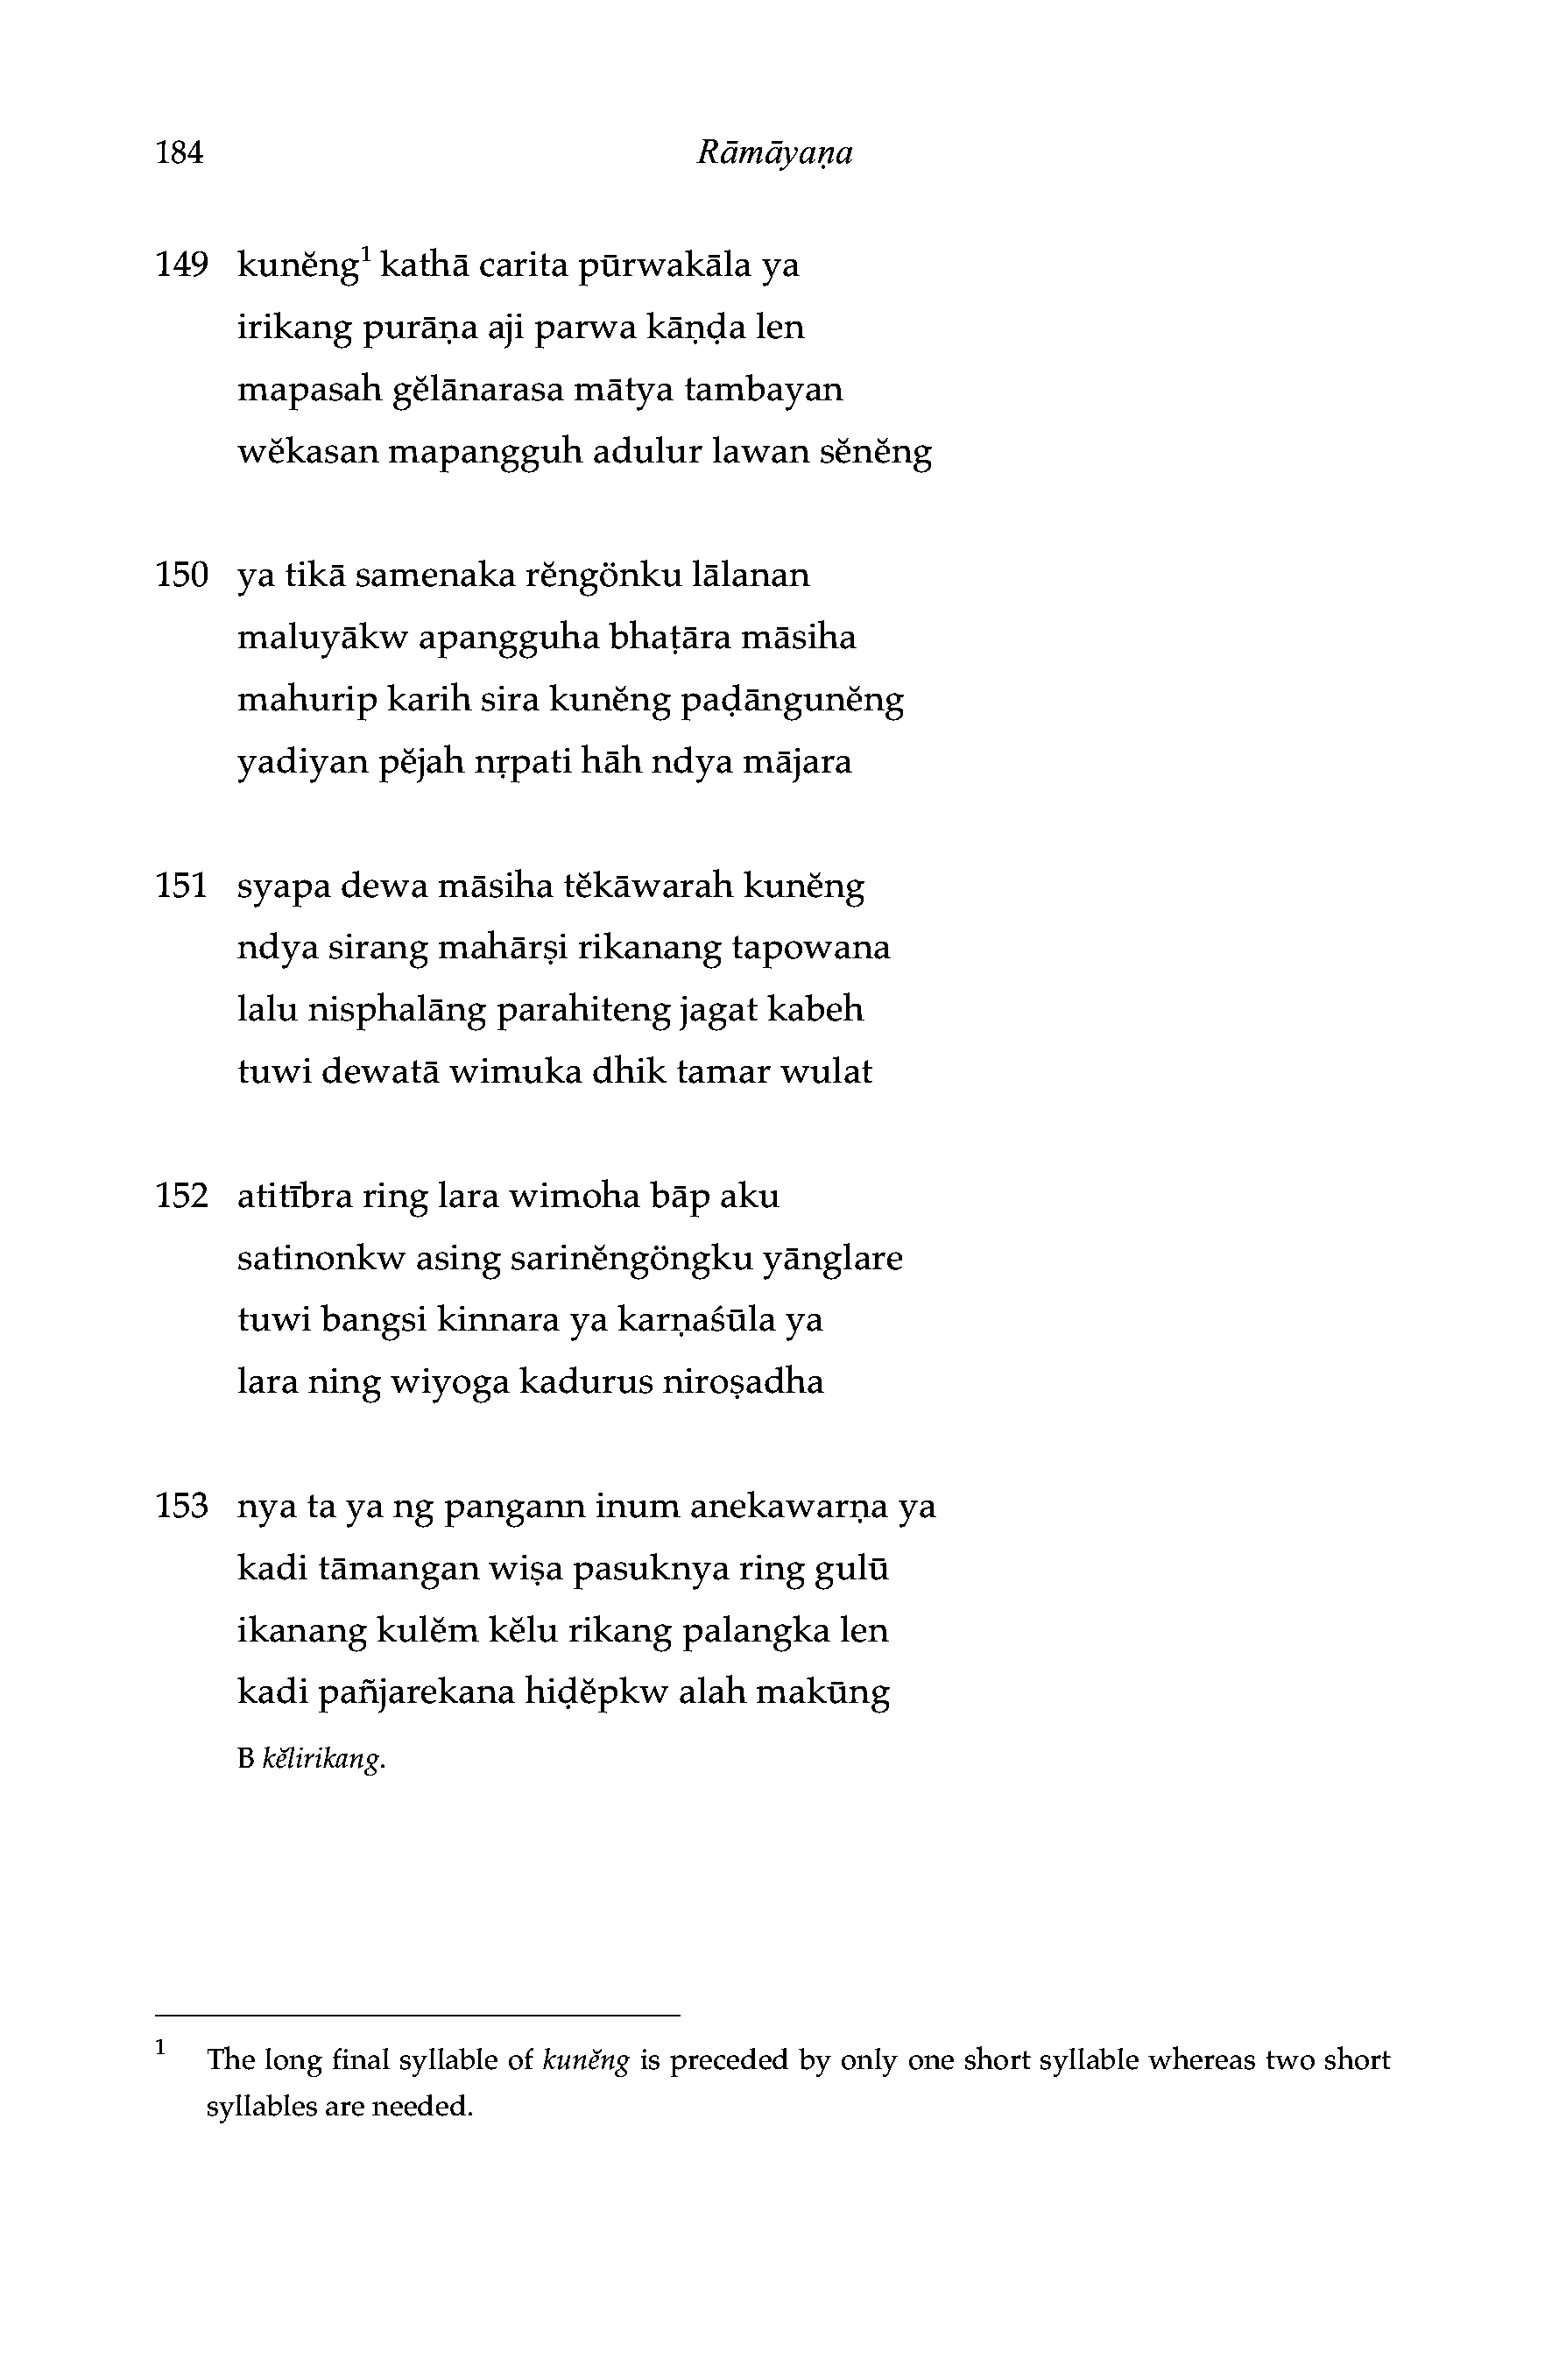 184 Rāmāyaṇa
149 kunĕng¹ kathā carita pūrwakāla ya
irikang purāṇa aji parwa kāṇḍa len
mapasah gĕlānarasa mātya tambayan
wĕkasan mapangguh adulur lawan sĕnĕng
150 ya tikā samenaka rĕngönku lālanan
maluyākw apangguha bhaṭāra māsiha
mahurip karih sira kunĕng paḍāngunĕng
yadiyan pĕjah nṛpati hāh ndya mājara
151 syapa dewa māsiha tĕkāwarah kunĕng
ndya sirang mahārṣi rikanang tapowana
lalu nisphalāng parahiteng jagat kabeh
tuwi dewatā wimuka dhik tamar wulat
152 atitībra ring lara wimoha bāp aku
satinonkw asing sarinĕngöngku yānglare
tuwi bangsi kinnara ya karṇaśūla ya
lara ning wiyoga kadurus niroṣadha
153 nya ta ya ng pangann inum anekawarṇa ya
kadi tāmangan wiṣa pasuknya ring gulū
ikanang kulĕm kĕlu rikang palangka len
kadi pañjarekana hiḍĕpkw alah makūng
B kĕlirikang.
1 The long final syllable of kunĕng is preceded by only one short syllable whereas two short
syllables are needed.